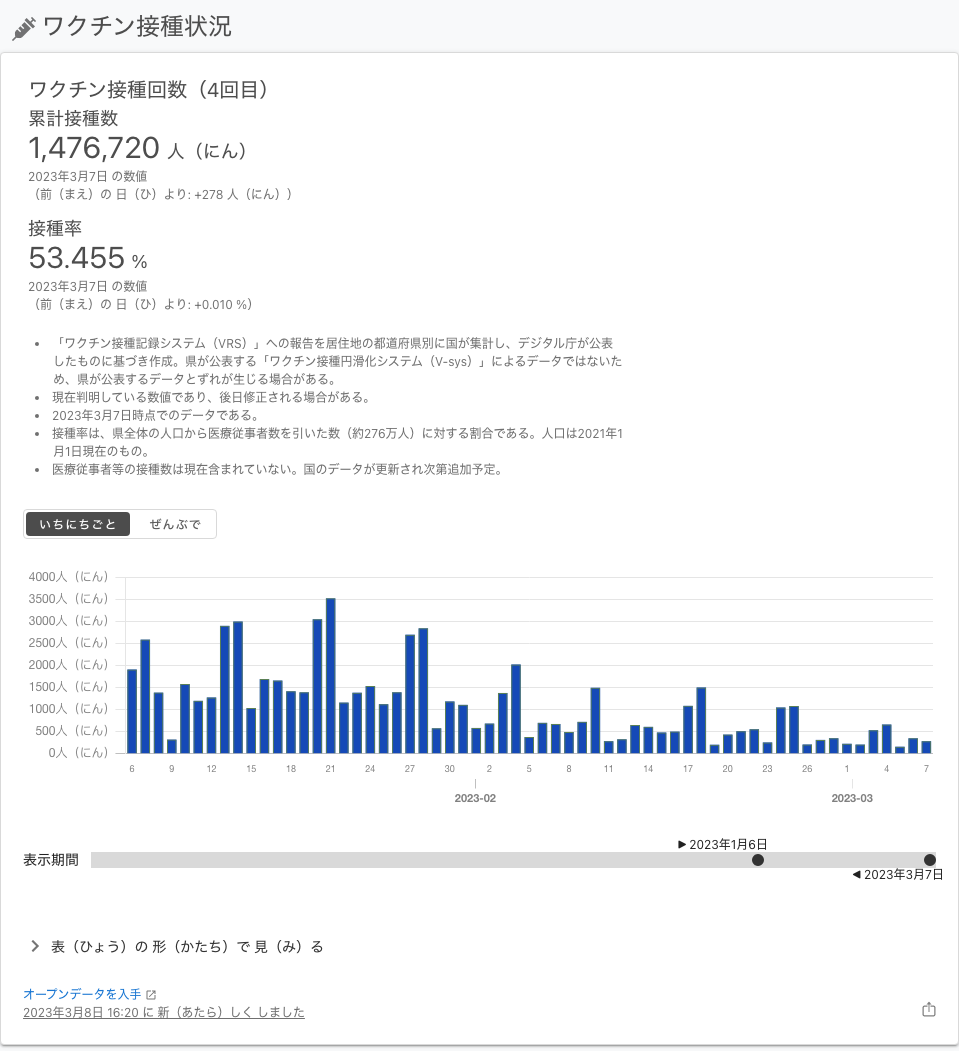 ワクチン接種状況
ワクチン接種回数（4回目）
累計接種数
1,476,720 人（にん）
2023年3月7日 の数値
（前（まえ）の 日（ひ）より: +278 人（にん））
接種率
53.455 %
2023年3月7日 の数値
（前（まえ）の 日（ひ）より: +0.010 %）
• 「ワクチン接種記録システム（VRS）」への報告を居住地の都道府県別に国が集計し、デジタル庁が公表
したものに基づき作成。県が公表する「ワクチン接種円滑化システム（V-sys）」によるデータではないた
め、県が公表するデータとずれが生じる場合がある。
• 現在判明している数値であり、後日修正される場合がある。
• 2023年3月7日時点でのデータである。
• 接種率は、県全体の人口から医療従事者数を引いた数（約276万人）に対する割合である。人口は2021年1
月1日現在のもの。
• 医療従事者等の接種数は現在含まれていない。国のデータが更新され次第追加予定。
いちにちごと ぜんぶで
4000人（にん）
3500人（にん）
3000人（にん）
2500人（にん）
2000人（にん）
1500人（にん）
1000人（にん）
500人（にん）
0人（にん）
6 9 12 15 18 21 24 27 30 2 5 8 11 14 17 20 23 26 1 4 7
2023-02 2023-03
▶ 2023年1月6日
表示期間
◀ 2023年3月7日
表（ひょう）の 形（かたち）で 見（み）る
オープンデータを入手
2023年3月8日 16:20 に 新（あたら）しく しました